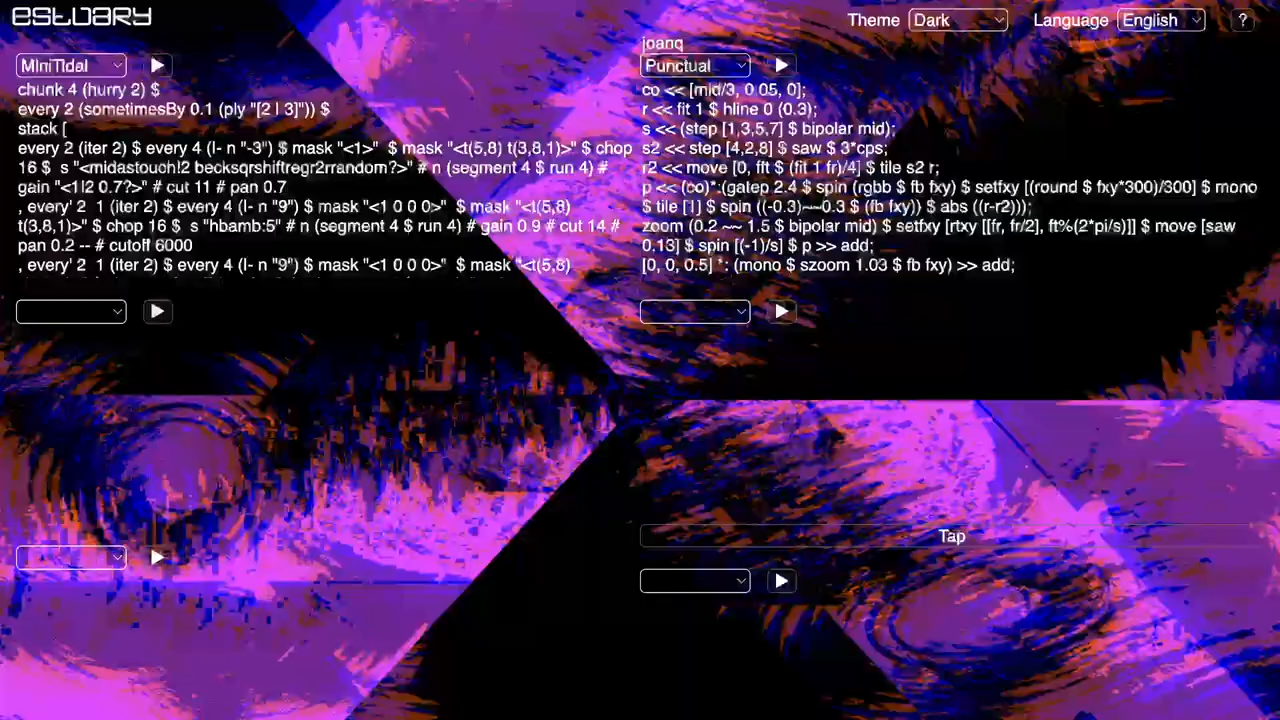 estuary
Theme Dark Language English ?
MiniTidal
chunk 4 (hurry 2) $
every 2 (sometimesBy 0.1 (ply "[2 | 3]")) $
stack [
every 2 (iter 2) $ every 4 (|- n "-3") $ mask "<1>" $ mask "<t(5,8) t(3,8,1)>" $ chop
16 $ s "<midastouch!2 becksqrshiftregr2rrandom?>" # n (segment 4 $ run 4) #
gain "<1!2 0.7?>" # cut 11 # pan 0.7
, every' 2 1 (iter 2) $ every 4 (|- n "9") $ mask "<1 0 0 0>" $ mask "<t(5,8)
t(3,8,1)>" $ chop 16 $ s "hbamb:5" # n (segment 4 $ run 4) # gain 0.9 # cut 14 #
pan 0.2 -- # cutoff 6000
, every' 2 1 (iter 2) $ every 4 (|- n "9") $ mask "<1 0 0 0>" $ mask "<t(5,8)
joanq
Punctual
co << [mid/3, 0.05, 0];
r << fit 1 $ hline 0 (0.3);
s << (step [1,3,5,7] $ bipolar mid);
s2 << step [4,2,8] $ saw $ 3*cps;
r2 << move [0, fft $ (fit 1 fr)/4] $ tile s2 r;
p << (co)*:(gatep 2.4 $ spin (rgbb $ fb fxy) $ setfxy [(round $ fxy*300)/300] $ mono
$ tile [1] $ spin ((-0.3)~~0.3 $ (fb fxy)) $ abs ((r-r2)));
zoom (0.2 ~~ 1.5 $ bipolar mid) $ setfxy [rtxy [[fr, fr/2], ft%(2*pi/s)]] $ move [saw
0.13] $ spin [(-1)/s] $ p >> add;
[0, 0, 0.5] *: (mono $ szoom 1.03 $ fb fxy) >> add;
Tap